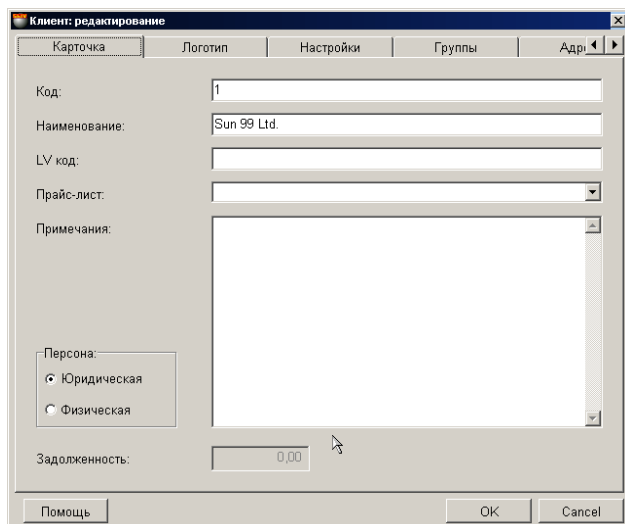 Клиент: редактирование
Карточка Логотип Настройки Группы
Код: 1
Наименование: Sun 99 Ltd.
LV код:
Прайс-лист:
Примечания:
Персона:
Юридическая
Физическая
Задолженность: 0,00
Помощь OK Cancel